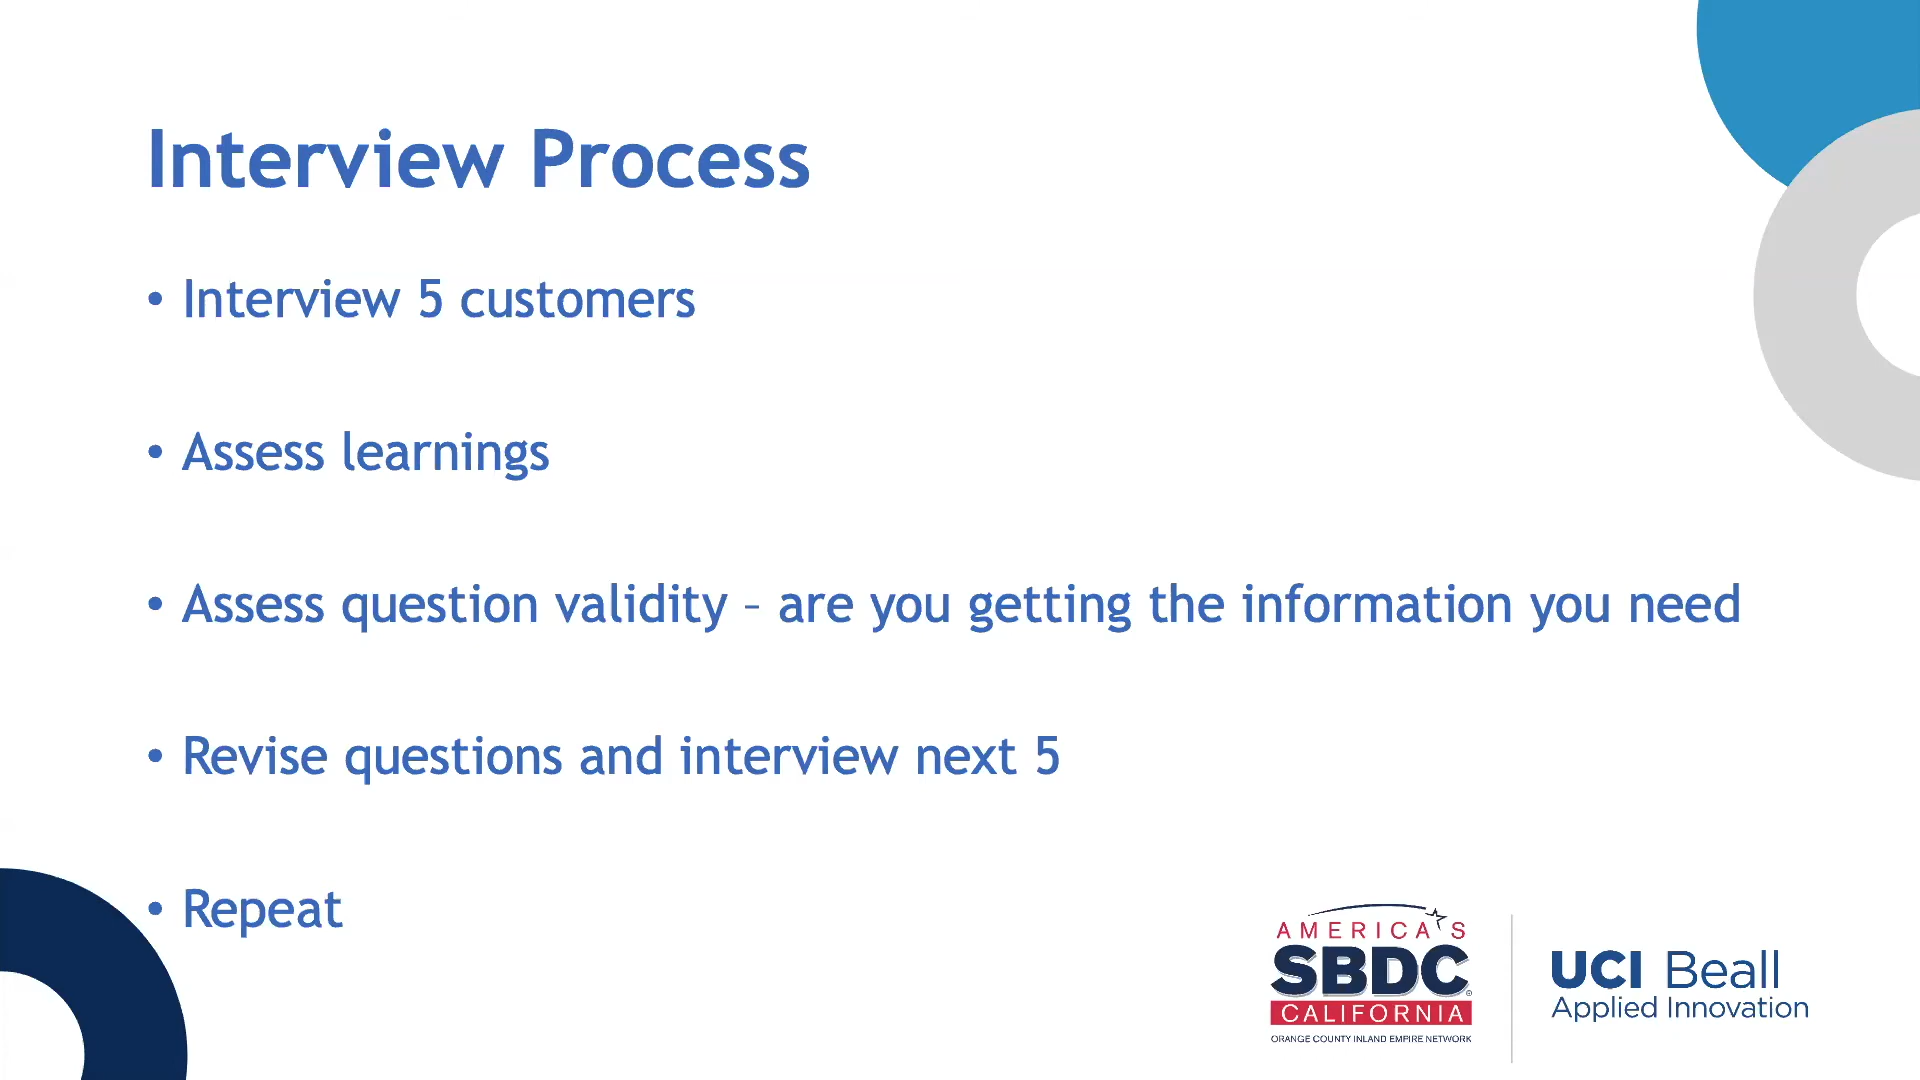 Interview Process
• Interview 5 customers
• Assess learnings
• Assess question validity – are you getting the information you need
• Revise questions and interview next 5
• Repeat
AMERICA'S
SBDC®
CALIFORNIA
ORANGE COUNTY INLAND EMPIRE NETWORK
UCI Beall
Applied Innovation